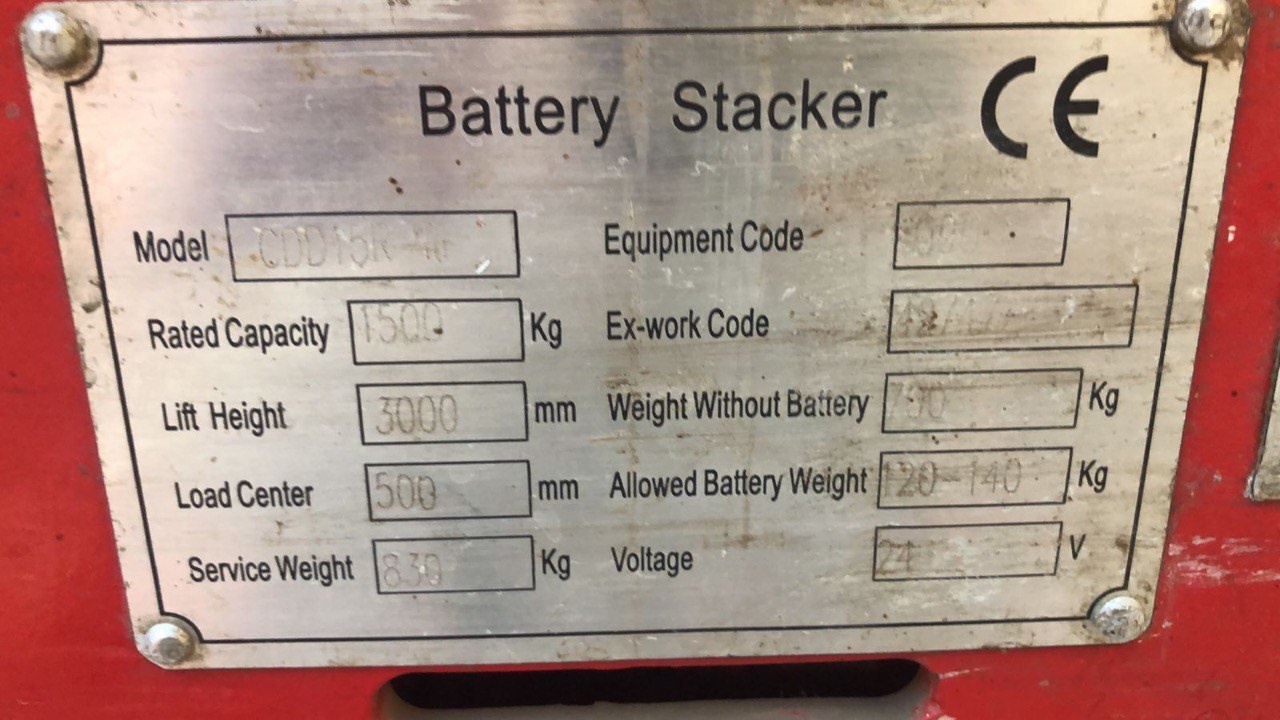 Battery Stacker CE
Model
Equipment Code
Rated Capacity 1500 Kg
Ex-work Code
Lift Height 3000 mm
Weight Without Battery Kg
Load Center 500 mm
Allowed Battery Weight 120-140 Kg
Service Weight 830 Kg
Voltage 24 V